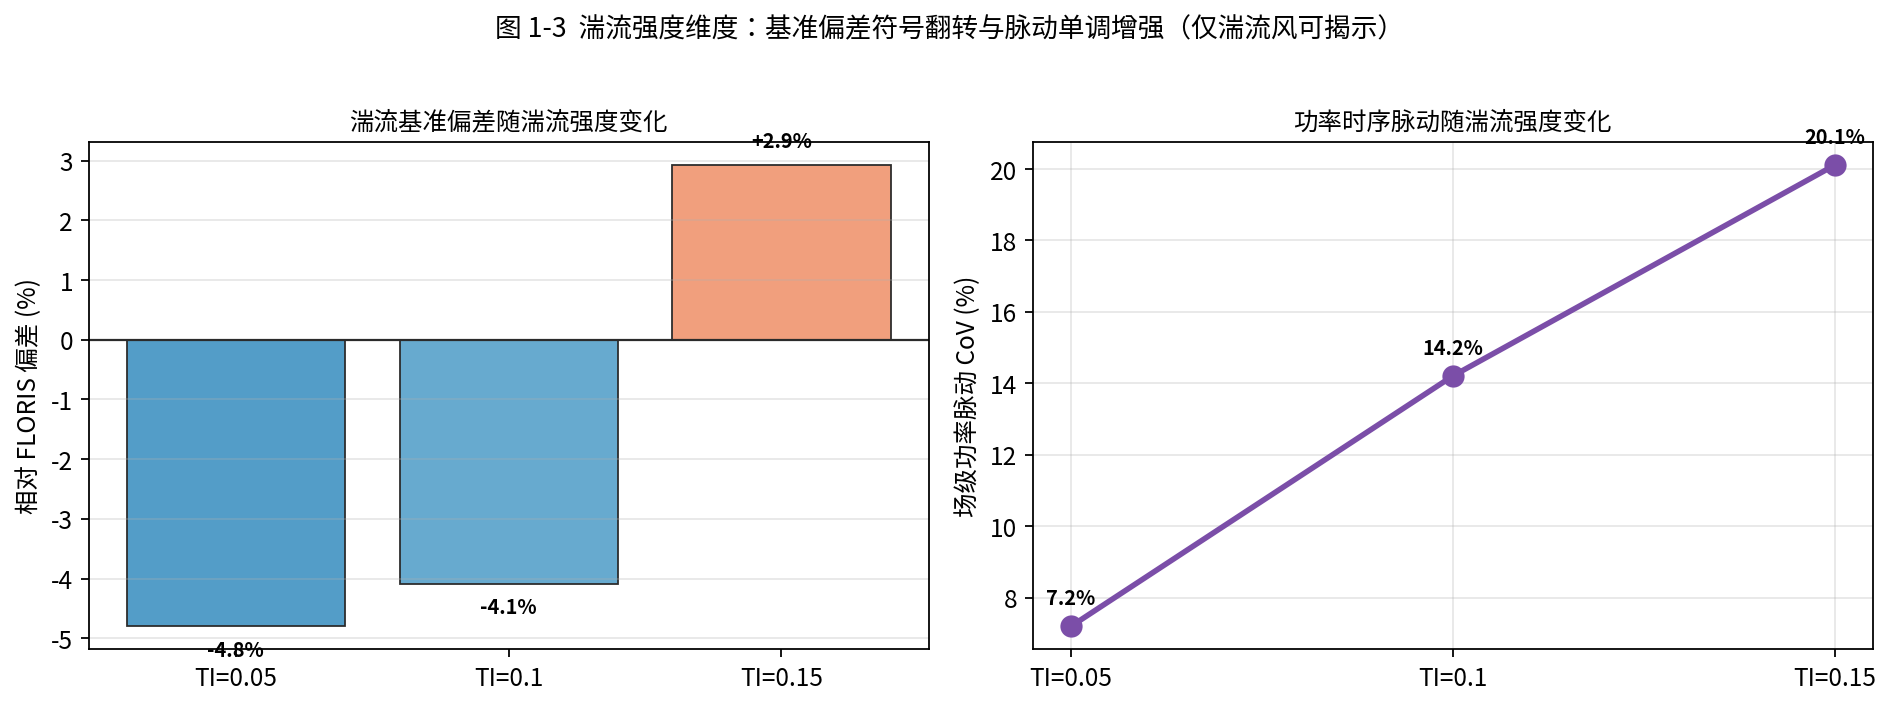 图 1-3 湍流强度维度：基准偏差符号翻转与脉动单调增强（仅湍流风可揭示）
湍流基准偏差随湍流强度变化
相对 FLORIS 偏差 (%)
3
2
1
0
-1
-2
-3
-4
-5
-4.8%
-4.1%
+2.9%
TI=0.05
TI=0.1
TI=0.15
功率时序脉动随湍流强度变化
场级功率脉动 CoV (%)
20
18
16
14
12
10
8
7.2%
14.2%
20.1%
TI=0.05
TI=0.1
TI=0.15